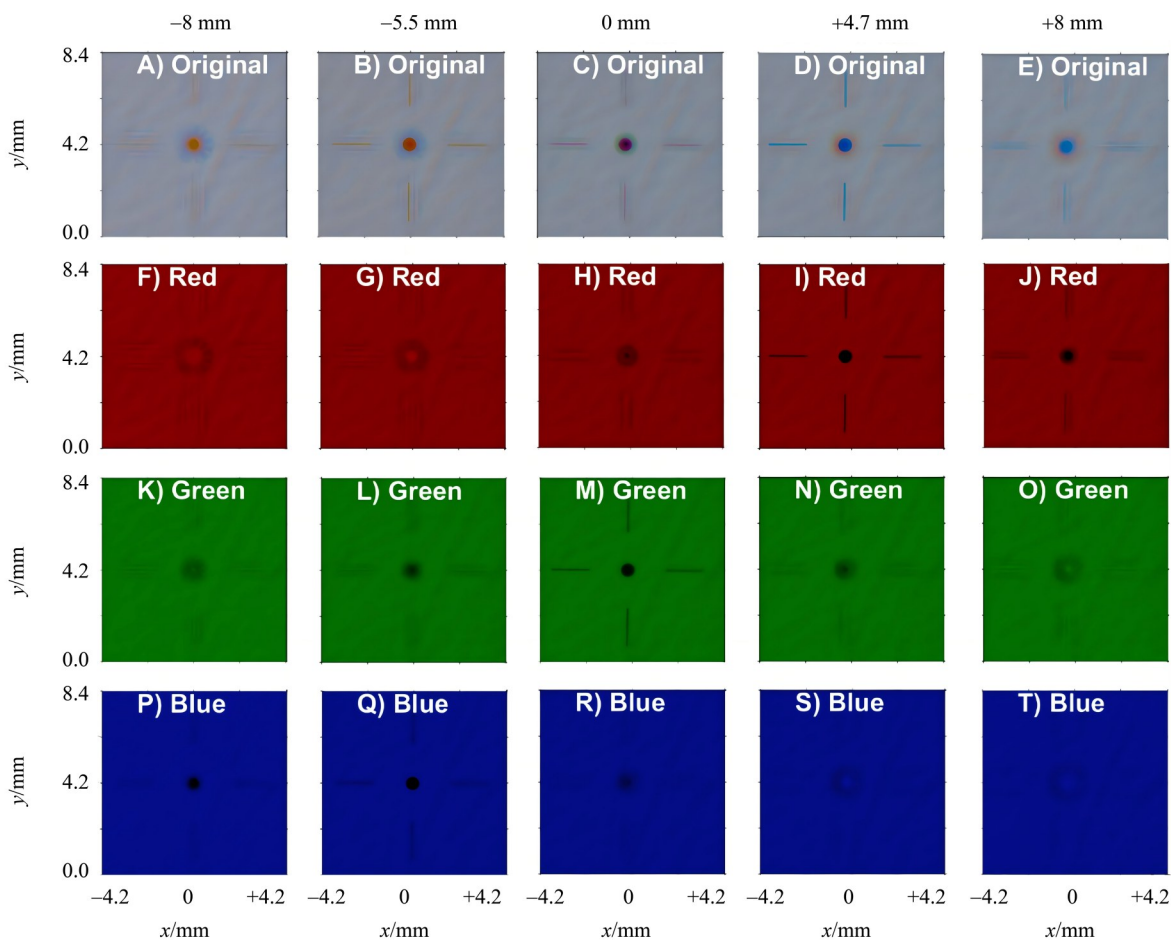 –8 mm –5.5 mm 0 mm +4.7 mm +8 mm
8.4 A) Original B) Original C) Original D) Original E) Original
y/mm 4.2
0.0
8.4 F) Red G) Red H) Red I) Red J) Red
y/mm 4.2
0.0
8.4 K) Green L) Green M) Green N) Green O) Green
y/mm 4.2
0.0
8.4 P) Blue Q) Blue R) Blue S) Blue T) Blue
y/mm 4.2
0.0
–4.2 0 +4.2 –4.2 0 +4.2 –4.2 0 +4.2 –4.2 0 +4.2 –4.2 0 +4.2
x/mm x/mm x/mm x/mm x/mm